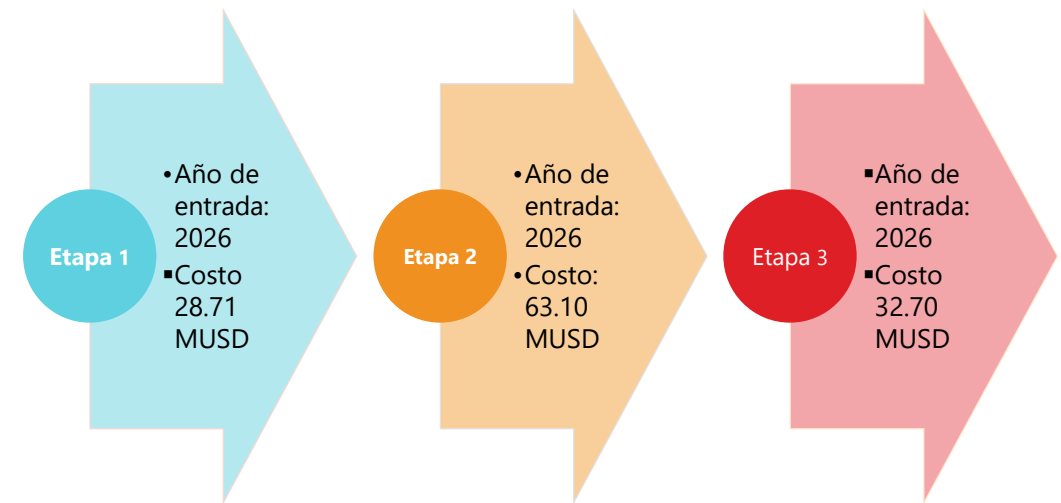 Etapa 1
•Año de
entrada:
2026
▪Costo
28.71
MUSD
Etapa 2
•Año de
entrada:
2026
•Costo:
63.10
MUSD
Etapa 3
▪Año de
entrada:
2026
▪Costo
32.70
MUSD